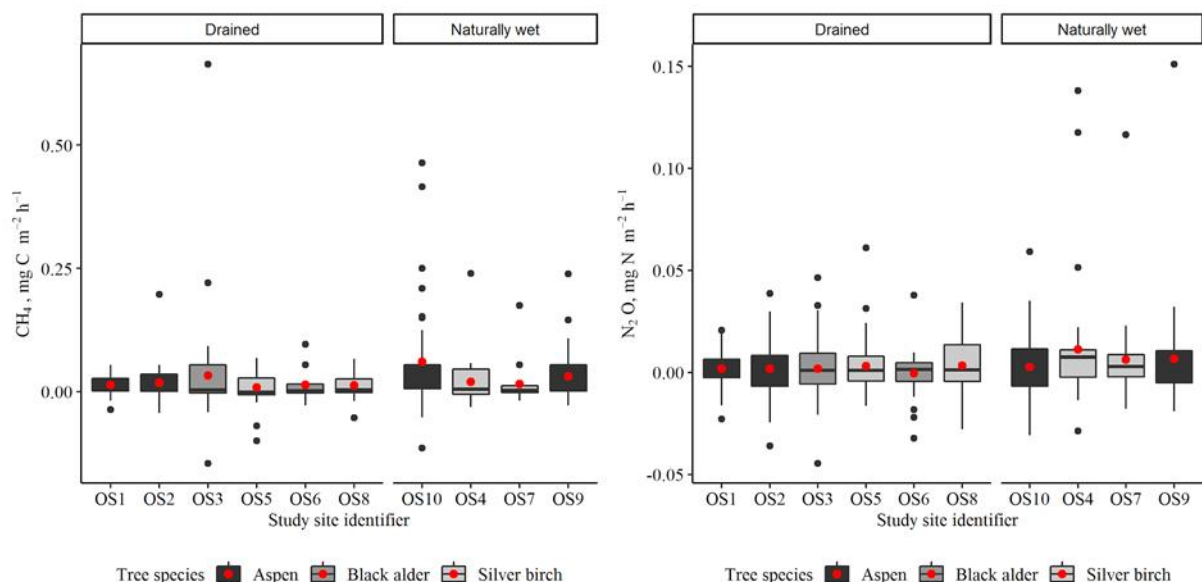 Drained
Naturally wet
CH₄ , mg C m⁻² h⁻¹
0.50
0.25
0.00
OS1 OS2 OS3 OS5 OS6 OS8 OS10 OS4 OS7 OS9
Study site identifier
Tree species Aspen Black alder Silver birch
Drained
Naturally wet
N₂ O, mg N m⁻² h⁻¹
0.15
0.10
0.05
0.00
-0.05
OS1 OS2 OS3 OS5 OS6 OS8 OS10 OS4 OS7 OS9
Study site identifier
Tree species Aspen Black alder Silver birch